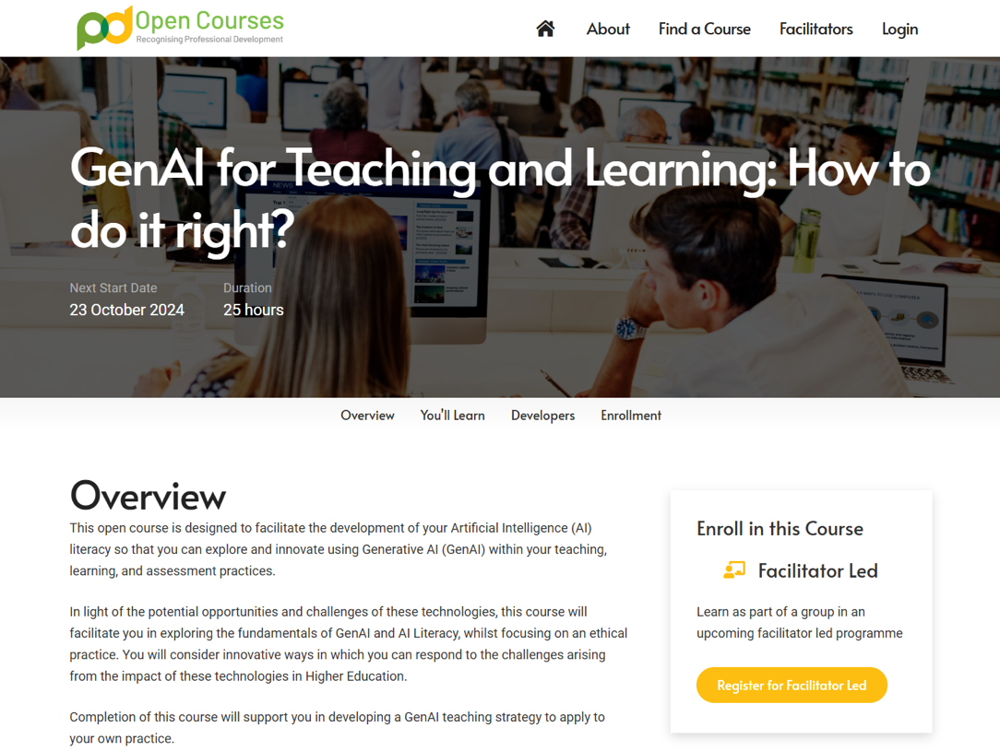 pd Open Courses
Recognising Professional Development
About
Find a Course
Facilitators
Login
GenAI for Teaching and Learning: How to
do it right?
Next Start Date
Duration
23 October 2024
25 hours
Overview
You'll Learn
Developers
Enrollment
Overview
This open course is designed to facilitate the development of your Artificial Intelligence (AI)
literacy so that you can explore and innovate using Generative AI (GenAI) within your teaching,
learning, and assessment practices.
In light of the potential opportunities and challenges of these technologies, this course will
facilitate you in exploring the fundamentals of GenAI and AI Literacy, whilst focusing on an ethical
practice. You will consider innovative ways in which you can respond to the challenges arising
from the impact of these technologies in Higher Education.
Completion of this course will support you in developing a GenAI teaching strategy to apply to
your own practice.
Enroll in this Course
Facilitator Led
Learn as part of a group in an
upcoming facilitator led programme
Register for Facilitator Led